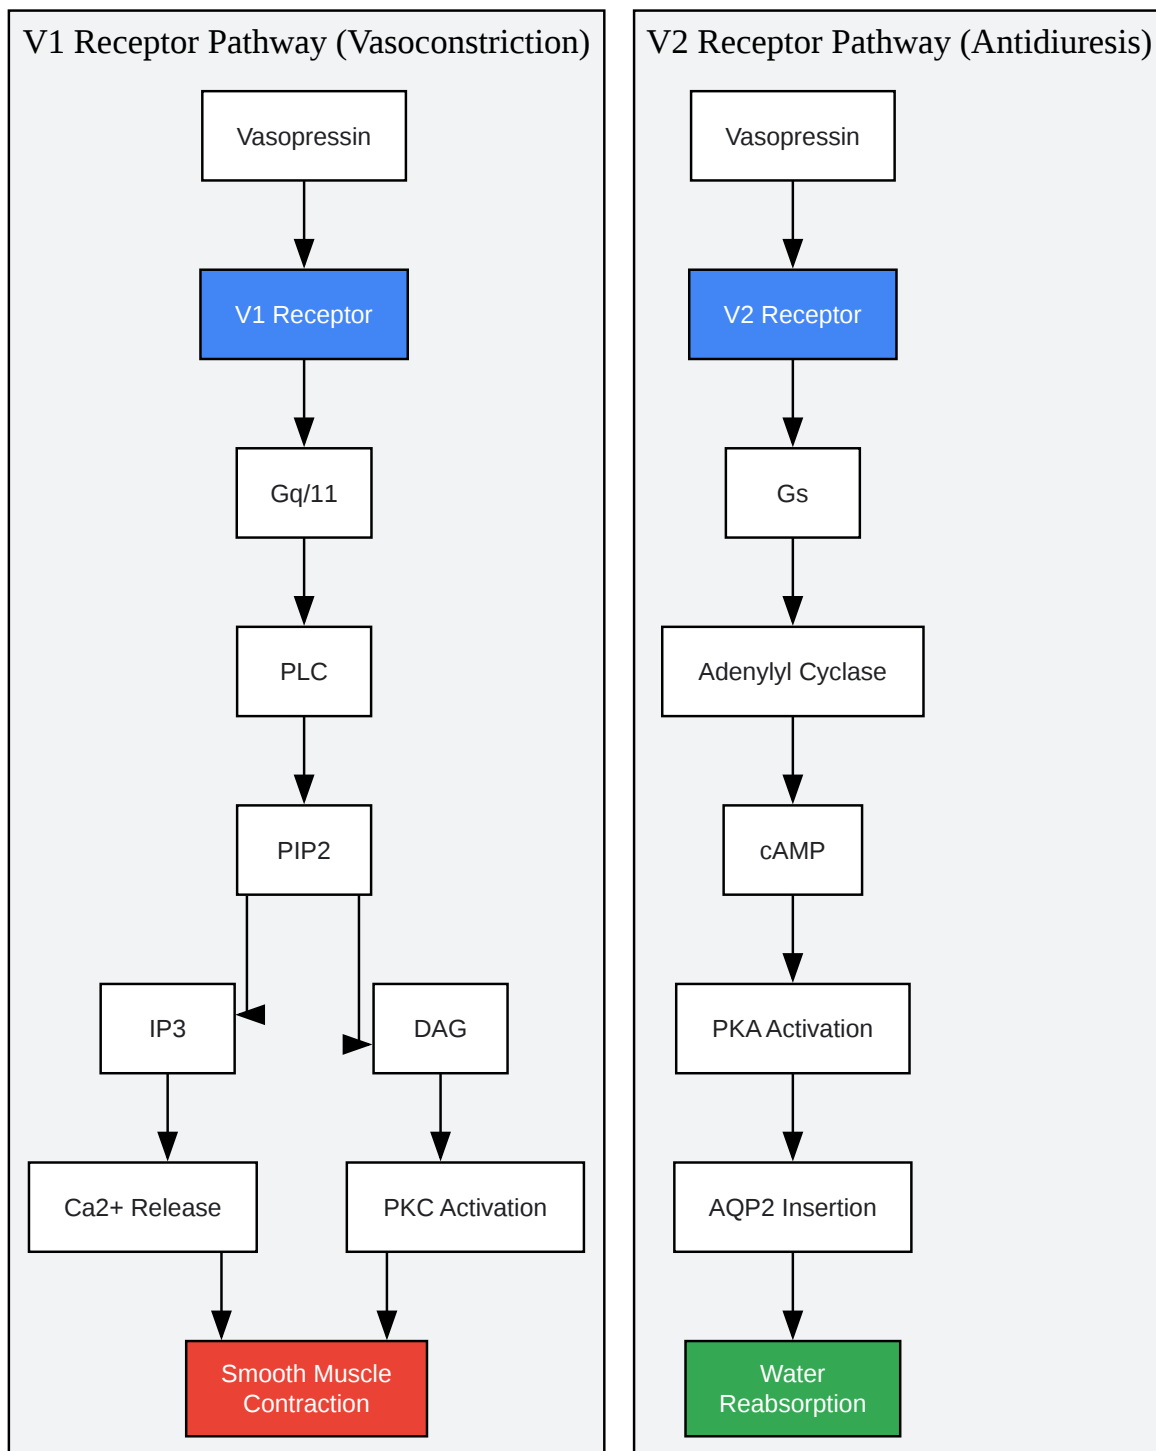 V1 Receptor Pathway (Vasoconstriction)
Vasopressin
V1 Receptor
Gq/11
PLC
PIP2
IP3
DAG
Ca2+ Release
PKC Activation
Smooth Muscle
Contraction
V2 Receptor Pathway (Antidiuresis)
Vasopressin
V2 Receptor
Gs
Adenylyl Cyclase
cAMP
PKA Activation
AQP2 Insertion
Water
Reabsorption